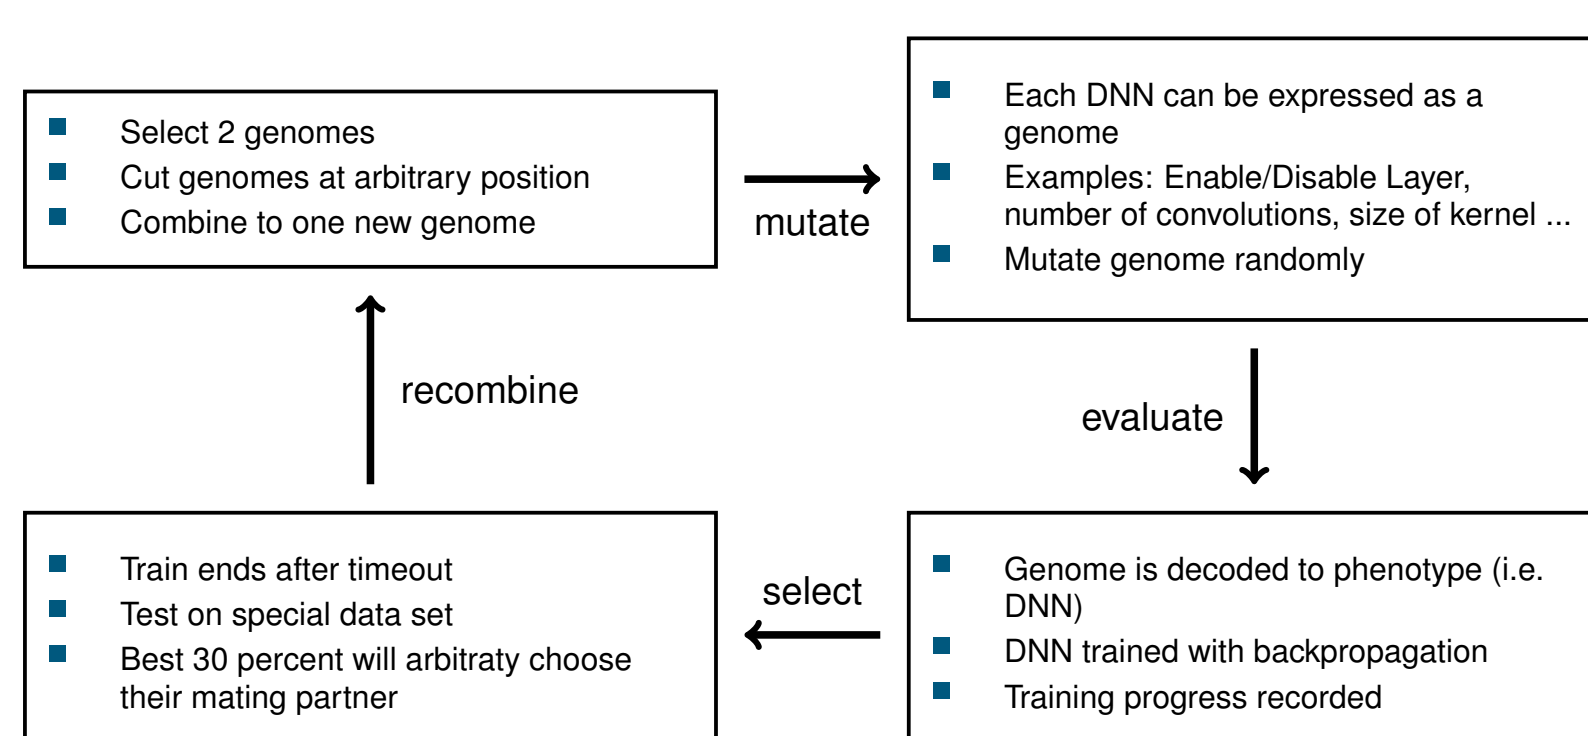 Select 2 genomes
Cut genomes at arbitrary position
Combine to one new genome
mutate
Each DNN can be expressed as a
genome
Examples: Enable/Disable Layer,
number of convolutions, size of kernel ...
Mutate genome randomly
recombine
evaluate
Train ends after timeout
Test on special data set
Best 30 percent will arbitraty choose
their mating partner
select
Genome is decoded to phenotype (i.e.
DNN)
DNN trained with backpropagation
Training progress recorded